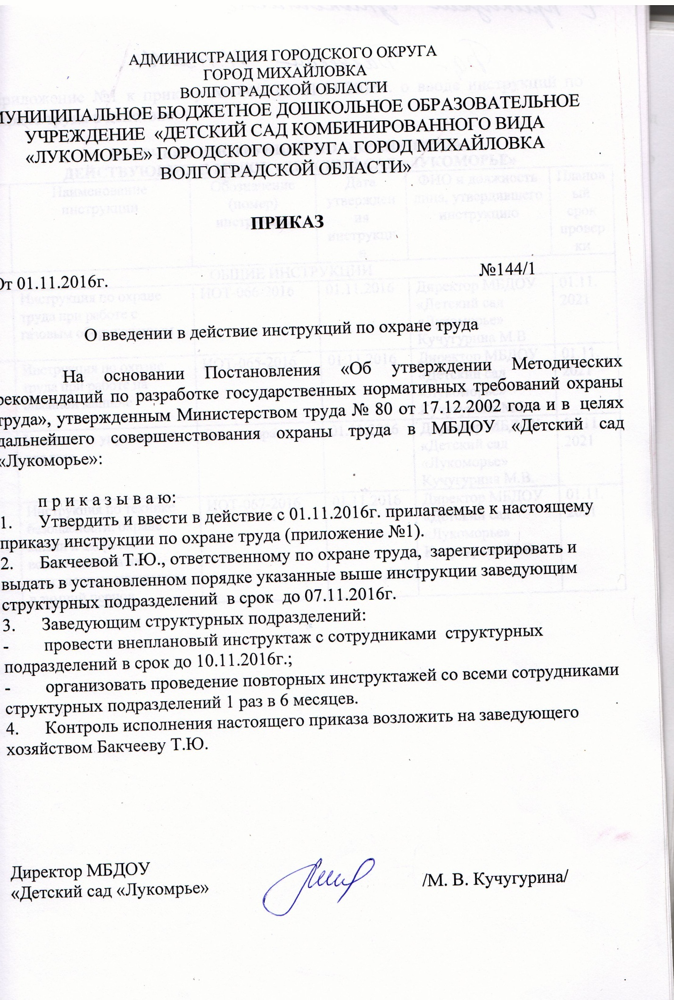 АДМИНИСТРАЦИЯ ГОРОДСКОГО ОКРУГА
ГОРОД МИХАЙЛОВКА
ВОЛГОГРАДСКОЙ ОБЛАСТИ
МУНИЦИПАЛЬНОЕ БЮДЖЕТНОЕ ДОШКОЛЬНОЕ ОБРАЗОВАТЕЛЬНОЕ
УЧРЕЖДЕНИЕ «ДЕТСКИЙ САД КОМБИНИРОВАННОГО ВИДА
«ЛУКОМОРЬЕ» ГОРОДСКОГО ОКРУГА ГОРОД МИХАЙЛОВКА
ВОЛГОГРАДСКОЙ ОБЛАСТИ»
ПРИКАЗ
От 01.11.2016г. №144/1
О введении в действие инструкций по охране труда
На основании Постановления «Об утверждении Методических
рекомендаций по разработке государственных нормативных требований охраны
труда», утвержденным Министерством труда № 80 от 17.12.2002 года и в целях
дальнейшего совершенствования охраны труда в МБДОУ «Детский сад
«Лукоморье»:
п р и к а з ы в а ю:
1. Утвердить и ввести в действие с 01.11.2016г. прилагаемые к настоящему
приказу инструкции по охране труда (приложение №1).
2. Бакчеевой Т.Ю., ответственному по охране труда, зарегистрировать и
выдать в установленном порядке указанные выше инструкции заведующим
структурных подразделений в срок до 07.11.2016г.
3. Заведующим структурных подразделений:
- провести внеплановый инструктаж с сотрудниками структурных
подразделений в срок до 10.11.2016г.;
- организовать проведение повторных инструктажей со всеми сотрудниками
структурных подразделений 1 раз в 6 месяцев.
4. Контроль исполнения настоящего приказа возложить на заведующего
хозяйством Бакчееву Т.Ю.
Директор МБДОУ
«Детский сад «Лукомрье» /М. В. Кучугурина/